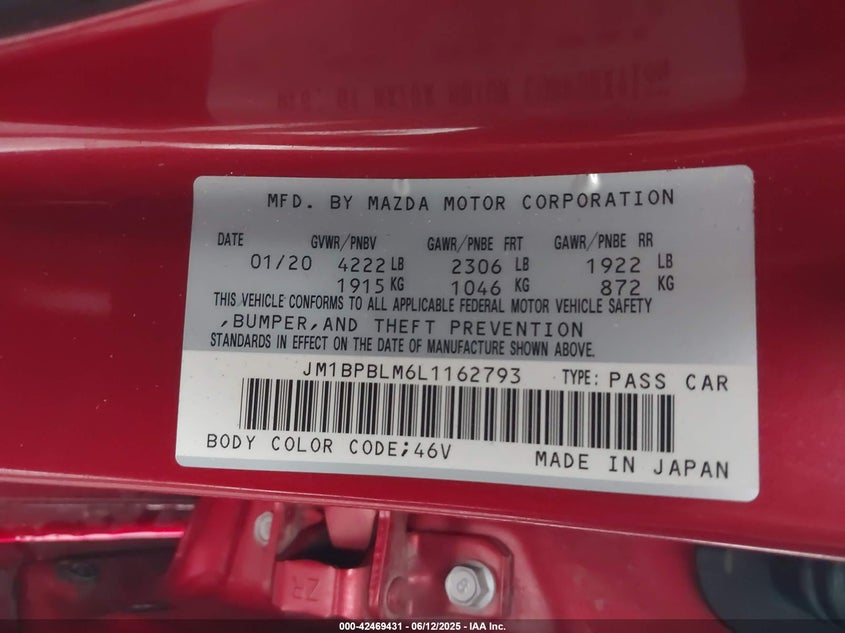 MFD. BY MAZDA MOTOR CORPORATION
DATE GVWR/PNBV GAWR/PNBE FRT GAWR/PNBE RR
01/20 4222 LB 2306 LB 1922 LB
1915 KG 1046 KG 872 KG
THIS VEHICLE CONFORMS TO ALL APPLICABLE FEDERAL MOTOR VEHICLE SAFETY
,BUMPER,AND THEFT PREVENTION
STANDARDS IN EFFECT ON THE DATE OF MANUFACTURE SHOWN ABOVE.
JM1BPBLM6L1162793 TYPE: PASS CAR
BODY COLOR CODE;46V
MADE IN JAPAN
ZR
8
000-42469431 - 06/12/2025 - IAA Inc.